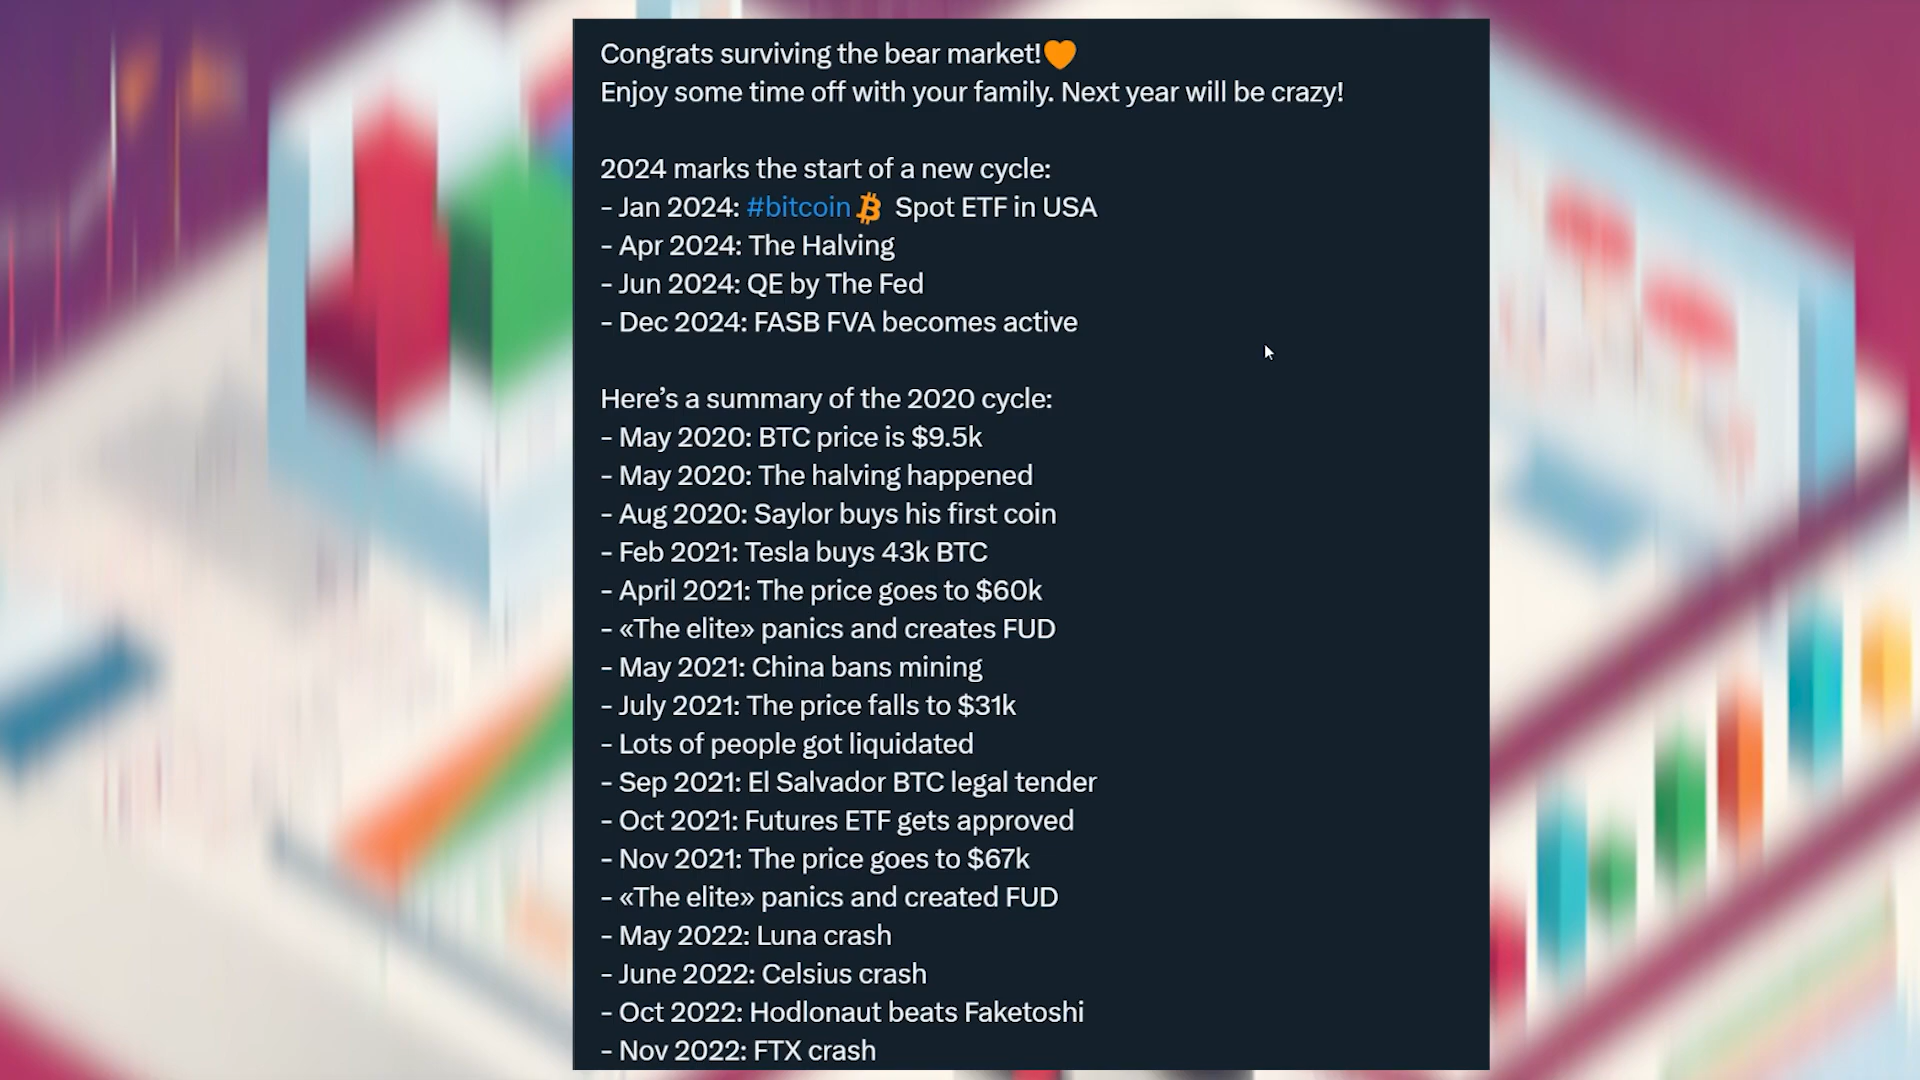 Congrats surviving the bear market!🧡
Enjoy some time off with your family. Next year will be crazy!
2024 marks the start of a new cycle:
- Jan 2024: #bitcoin Spot ETF in USA
- Apr 2024: The Halving
- Jun 2024: QE by The Fed
- Dec 2024: FASB FVA becomes active
Here’s a summary of the 2020 cycle:
- May 2020: BTC price is $9.5k
- May 2020: The halving happened
- Aug 2020: Saylor buys his first coin
- Feb 2021: Tesla buys 43k BTC
- April 2021: The price goes to $60k
- «The elite» panics and creates FUD
- May 2021: China bans mining
- July 2021: The price falls to $31k
- Lots of people got liquidated
- Sep 2021: El Salvador BTC legal tender
- Oct 2021: Futures ETF gets approved
- Nov 2021: The price goes to $67k
- «The elite» panics and created FUD
- May 2022: Luna crash
- June 2022: Celsius crash
- Oct 2022: Hodlonaut beats Faketoshi
- Nov 2022: FTX crash